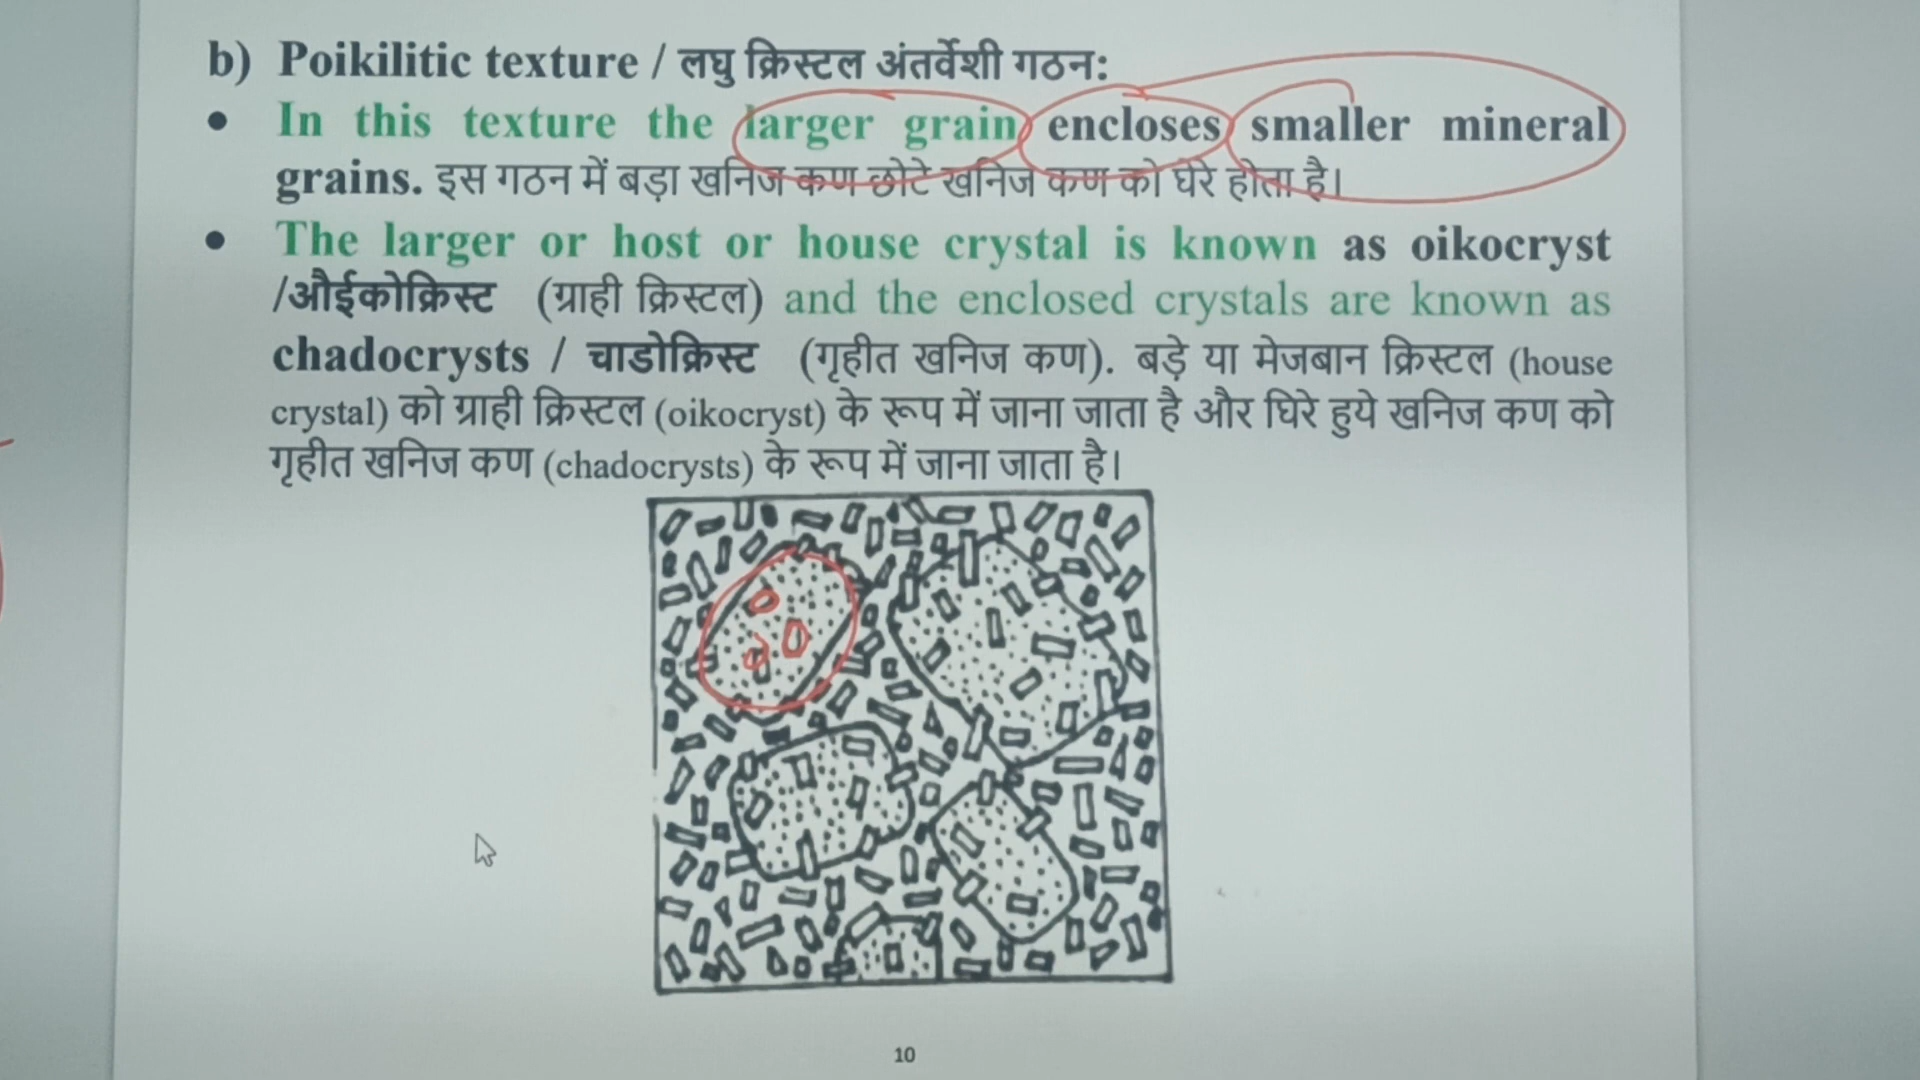 b) Poikilitic texture / लघु क्रिस्टल अंतर्वेशी गठन:
• In this texture the larger grain encloses smaller mineral
grains. इस गठन में बड़ा खनिज कण छोटे खनिज कण को घेरे होता है।
• The larger or host or house crystal is known as oikocryst
/औईकोक्रिस्ट (ग्राही क्रिस्टल) and the enclosed crystals are known as
chadocrysts / चाडोक्रिस्ट (गृहीत खनिज कण). बड़े या मेजबान क्रिस्टल (house
crystal) को ग्राही क्रिस्टल (oikocryst) के रूप में जाना जाता है और घिरे हुये खनिज कण को
गृहीत खनिज कण (chadocrysts) के रूप में जाना जाता है।
10